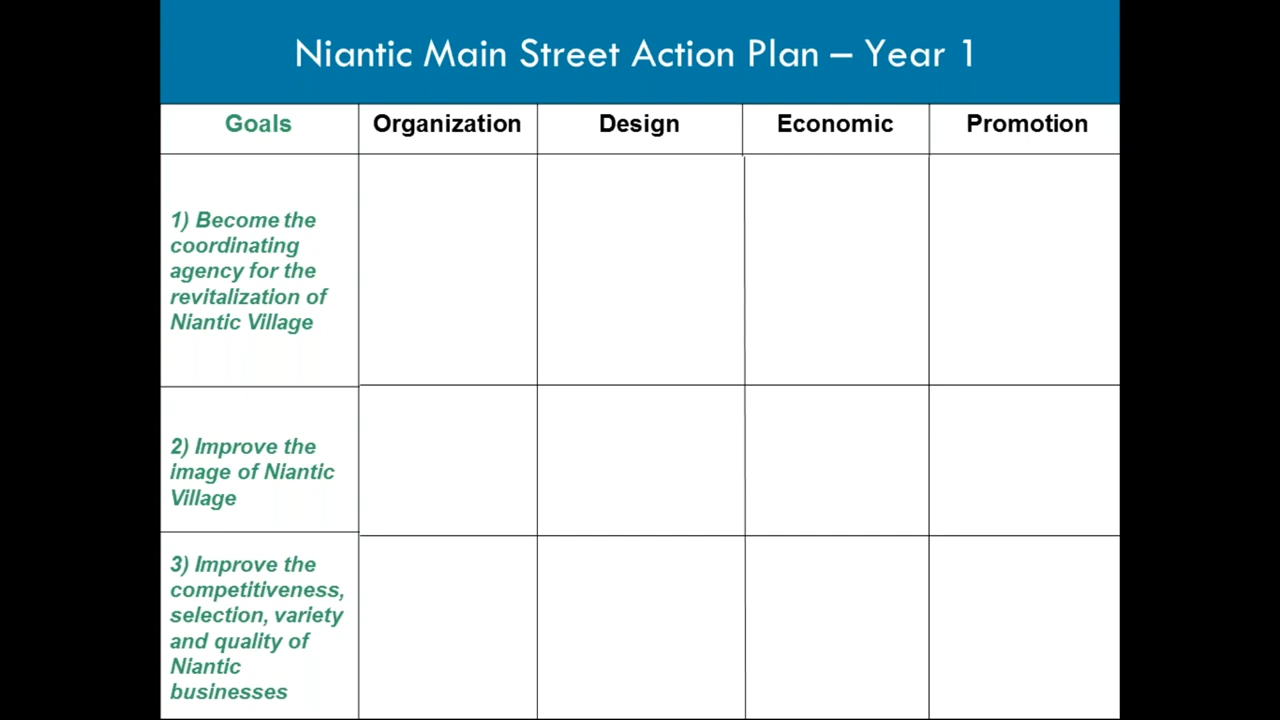 Niantic Main Street Action Plan – Year 1
Goals
Organization
Design
Economic
Promotion
1) Become the
coordinating
agency for the
revitalization of
Niantic Village
2) Improve the
image of Niantic
Village
3) Improve the
competitiveness,
selection, variety
and quality of
Niantic
businesses